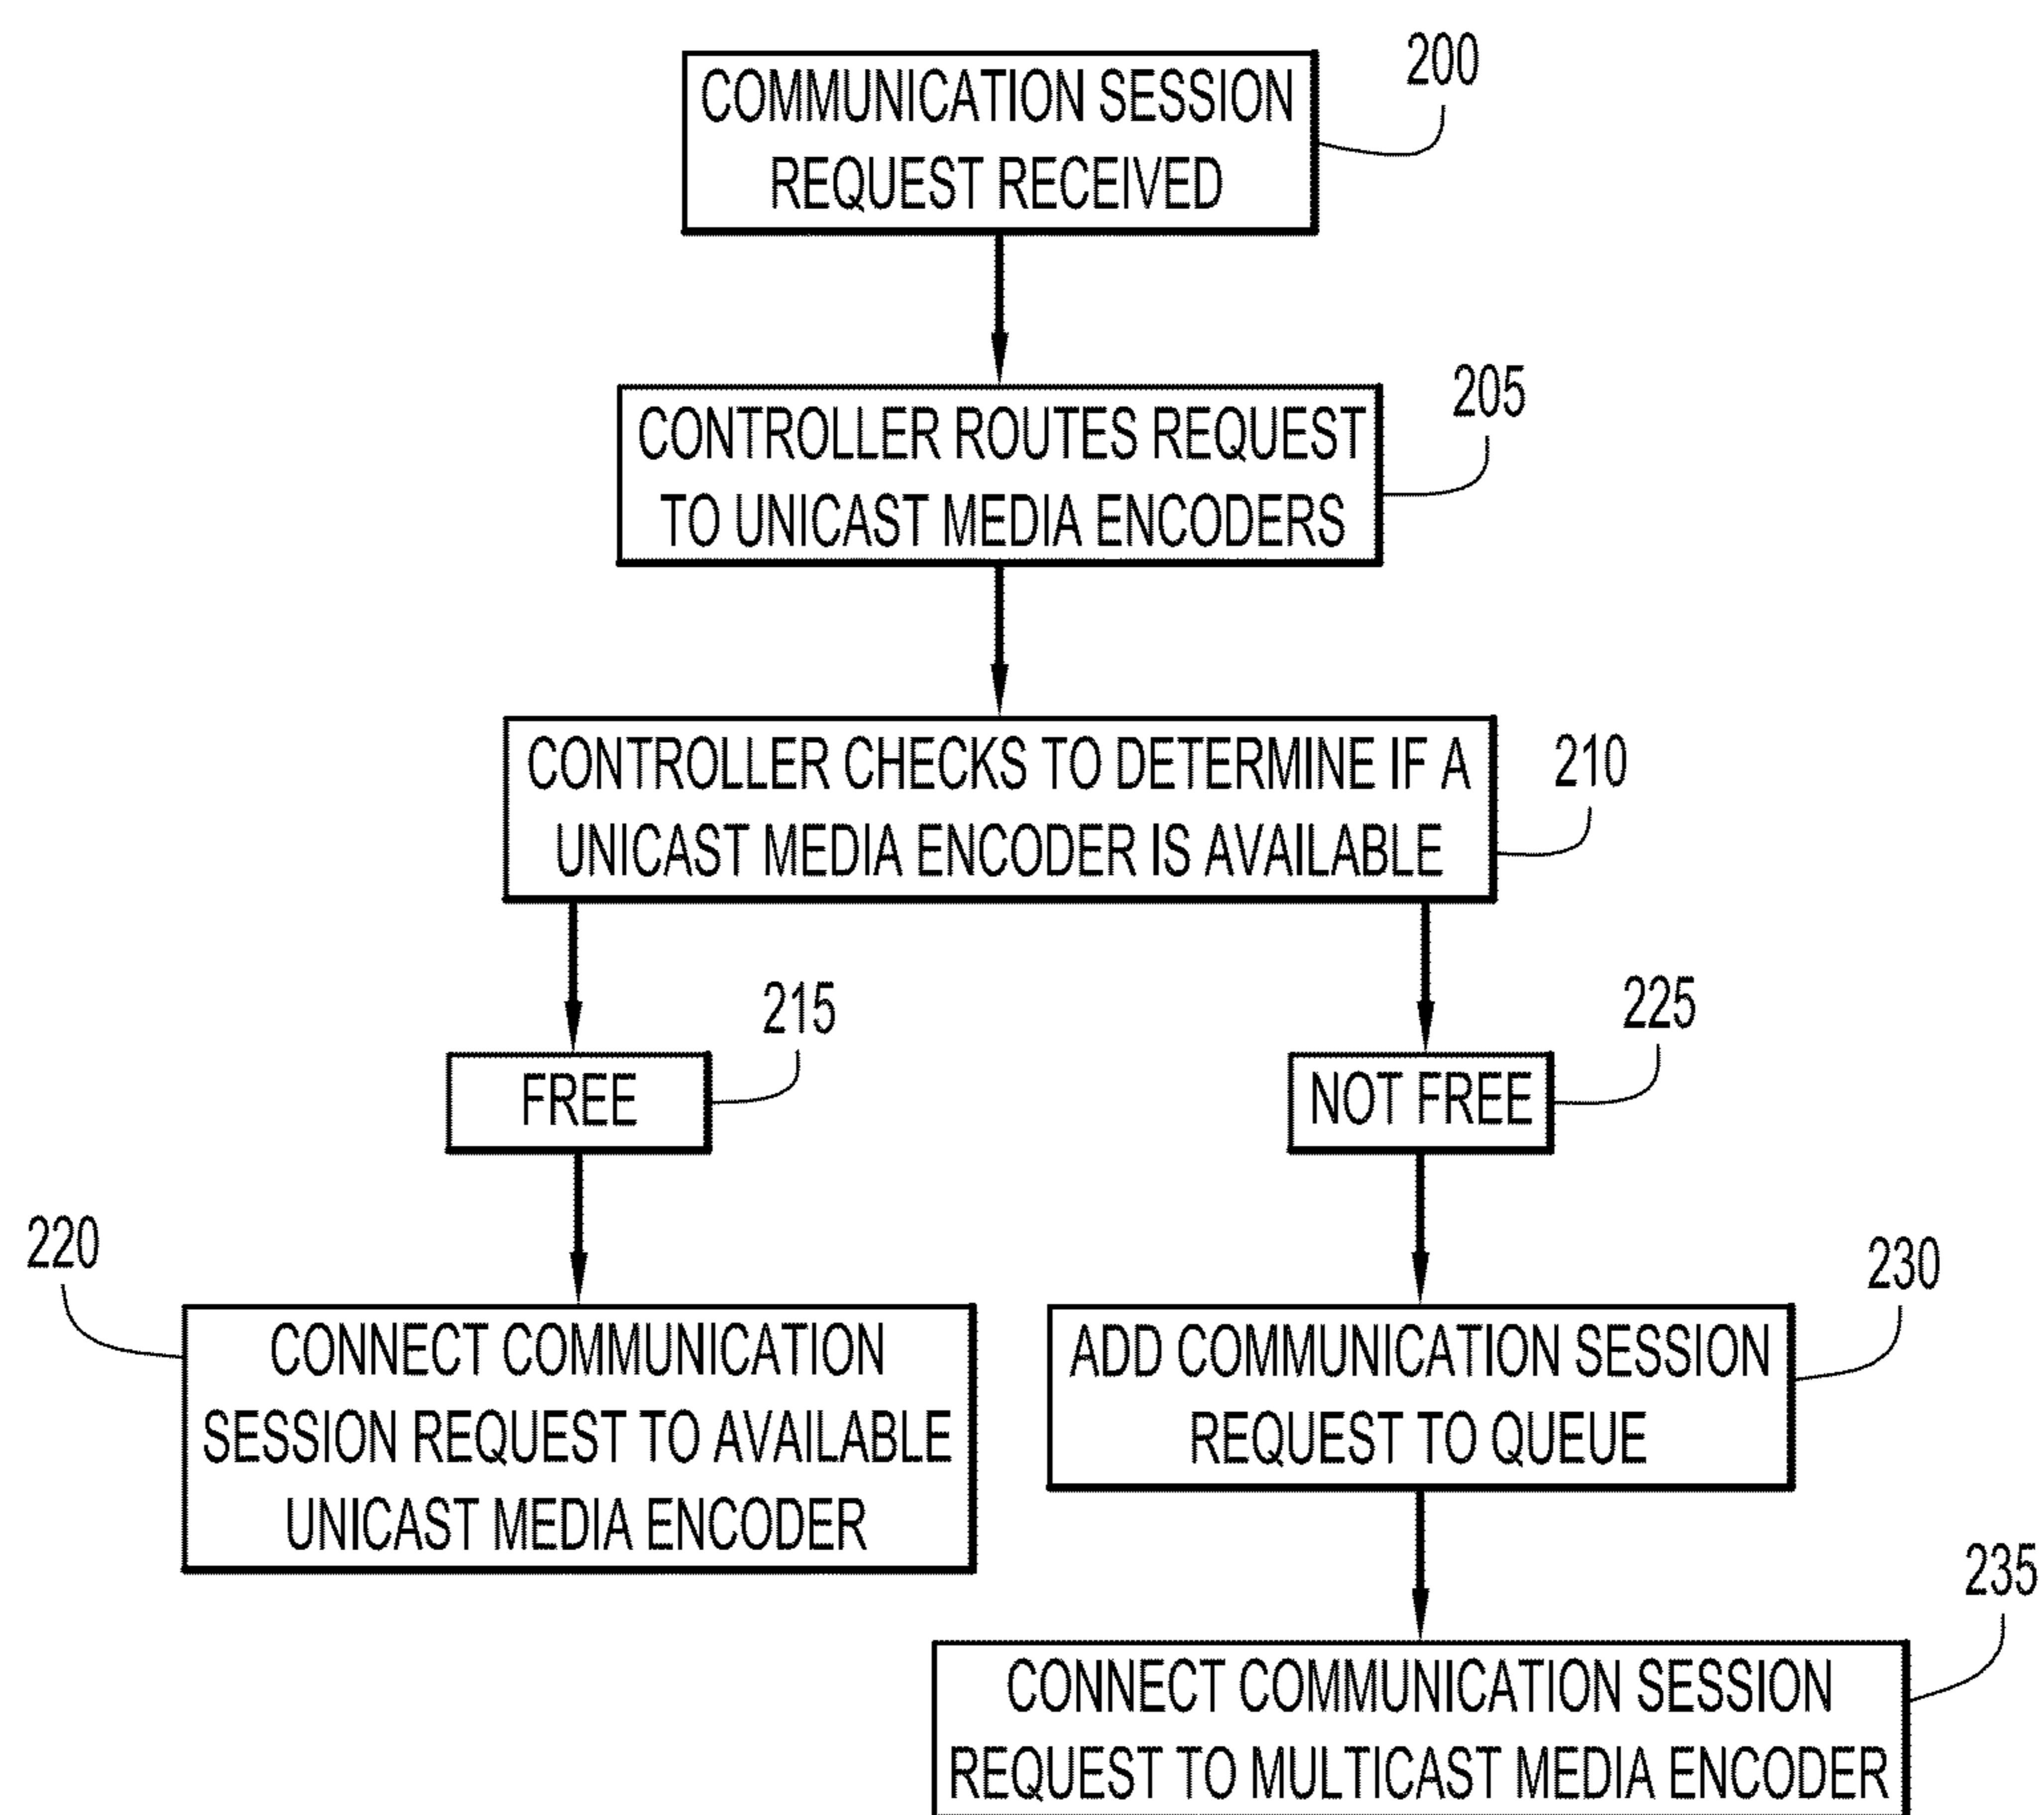 COMMUNICATION SESSION
REQUEST RECEIVED
200
CONTROLLER ROUTES REQUEST
TO UNICAST MEDIA ENCODERS
205
CONTROLLER CHECKS TO DETERMINE IF A
UNICAST MEDIA ENCODER IS AVAILABLE
210
FREE
215
NOT FREE
225
220
CONNECT COMMUNICATION
SESSION REQUEST TO AVAILABLE
UNICAST MEDIA ENCODER
ADD COMMUNICATION SESSION
REQUEST TO QUEUE
230
CONNECT COMMUNICATION SESSION
REQUEST TO MULTICAST MEDIA ENCODER
235